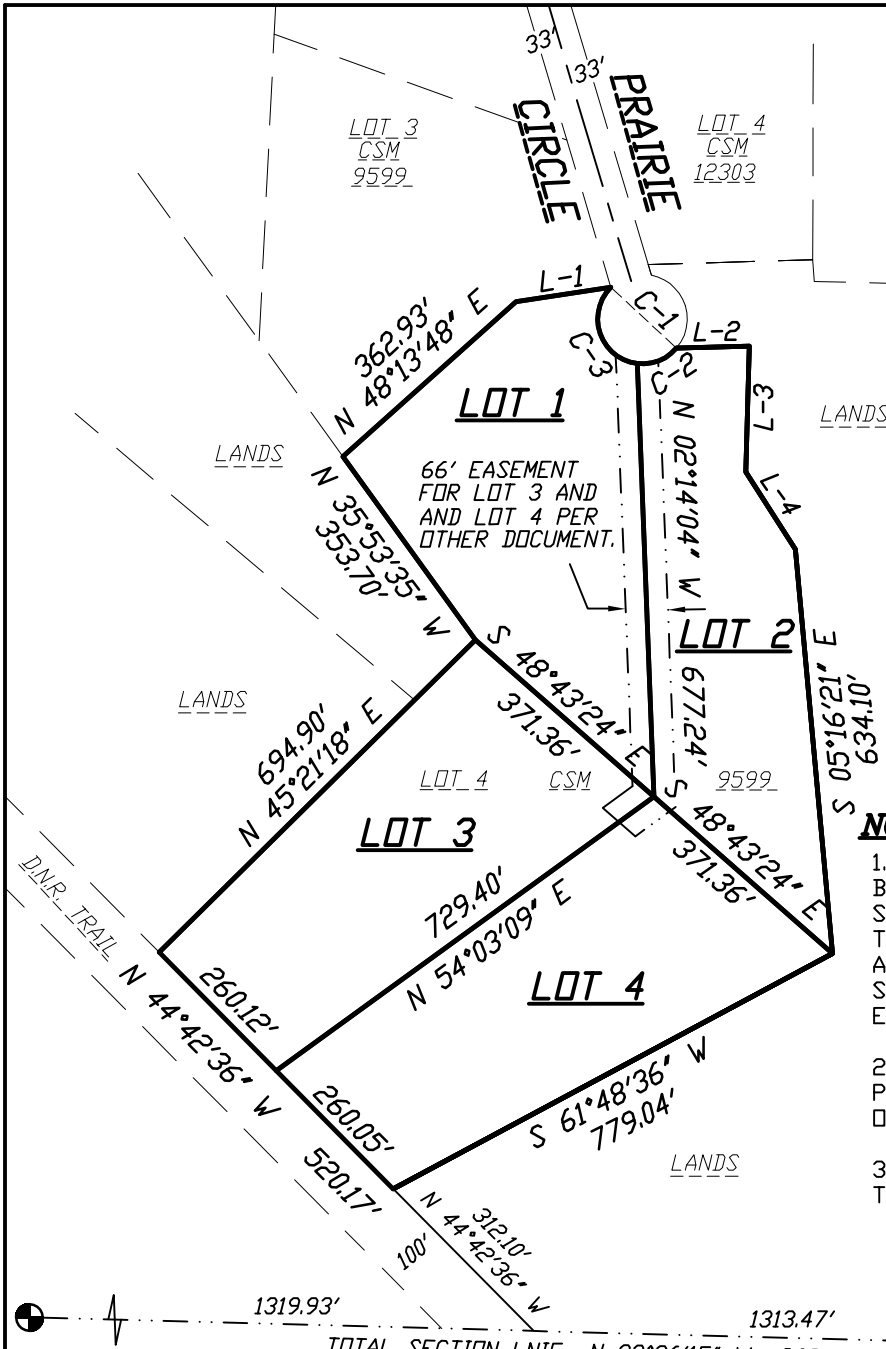 33'
33'
PRAIRIE
CIRCLE
LOT 3
CSM
9599
LOT 4
CSM
12303
L-1
C-1
L-2
C-2
C-3
L-3
L-4
362.93'
N 48°13'48" E
LOT 1
LANDS
LANDS
66' EASEMENT
FOR LOT 3 AND
AND LOT 4 PER
OTHER DOCUMENT.
N 35°53'35" W
353.70'
N 02°14'04" W
677.24'
LOT 2
S 05°16'21" E
634.10'
S 48°43'24" E
371.36'
LANDS
694.90'
N 45°21'18" E
LOT 4
CSM
9599
S 48°43'24" E
371.36'
LOT 3
729.40'
N 54°03'09" E
D.N.R. TRAIL
LOT 4
260.12'
N 44°42'36" W
260.05'
520.17'
S 61°48'36" W
779.04'
LANDS
312.10'
N 44°42'36" W
100'
1.
B
S
T
A
S
E
2
P
O
3
T
1319.93'
1313.47'
TOTAL SECTION LNIE